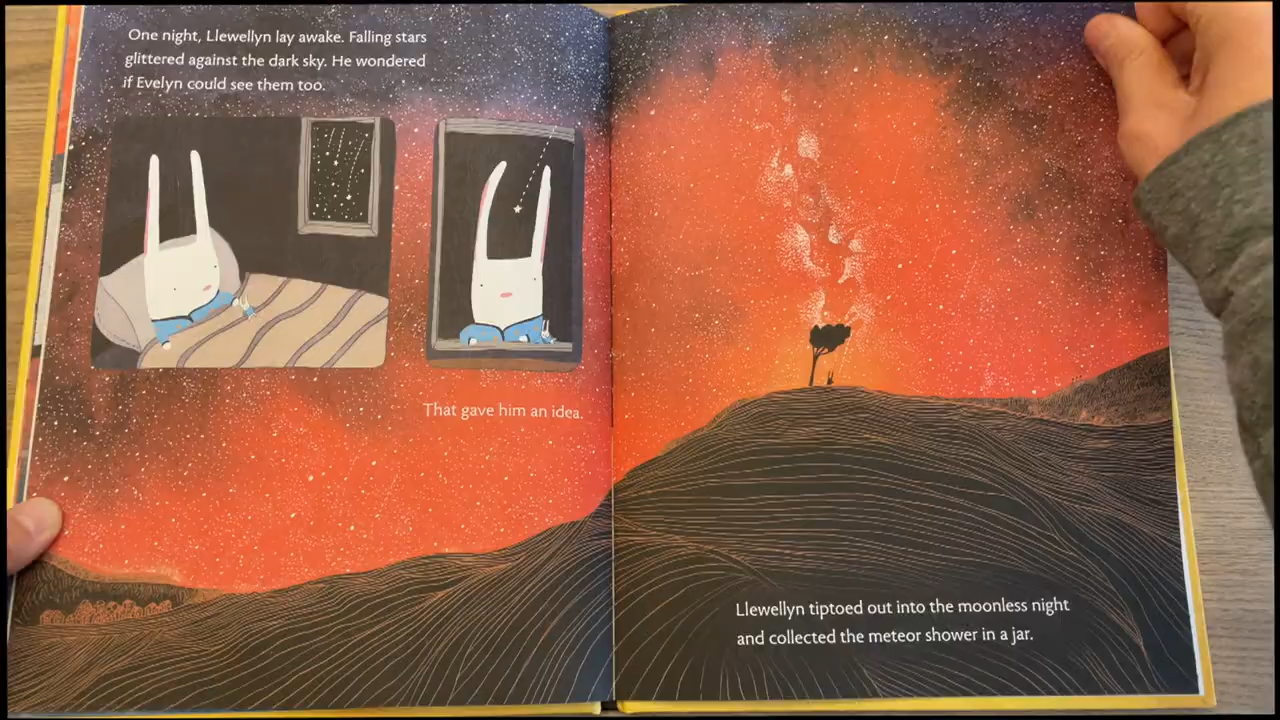 One night, Llewellyn lay awake. Falling stars
glittered against the dark sky. He wondered
if Evelyn could see them too.
That gave him an idea.
Llewellyn tiptoed out into the moonless night
and collected the meteor shower in a jar.